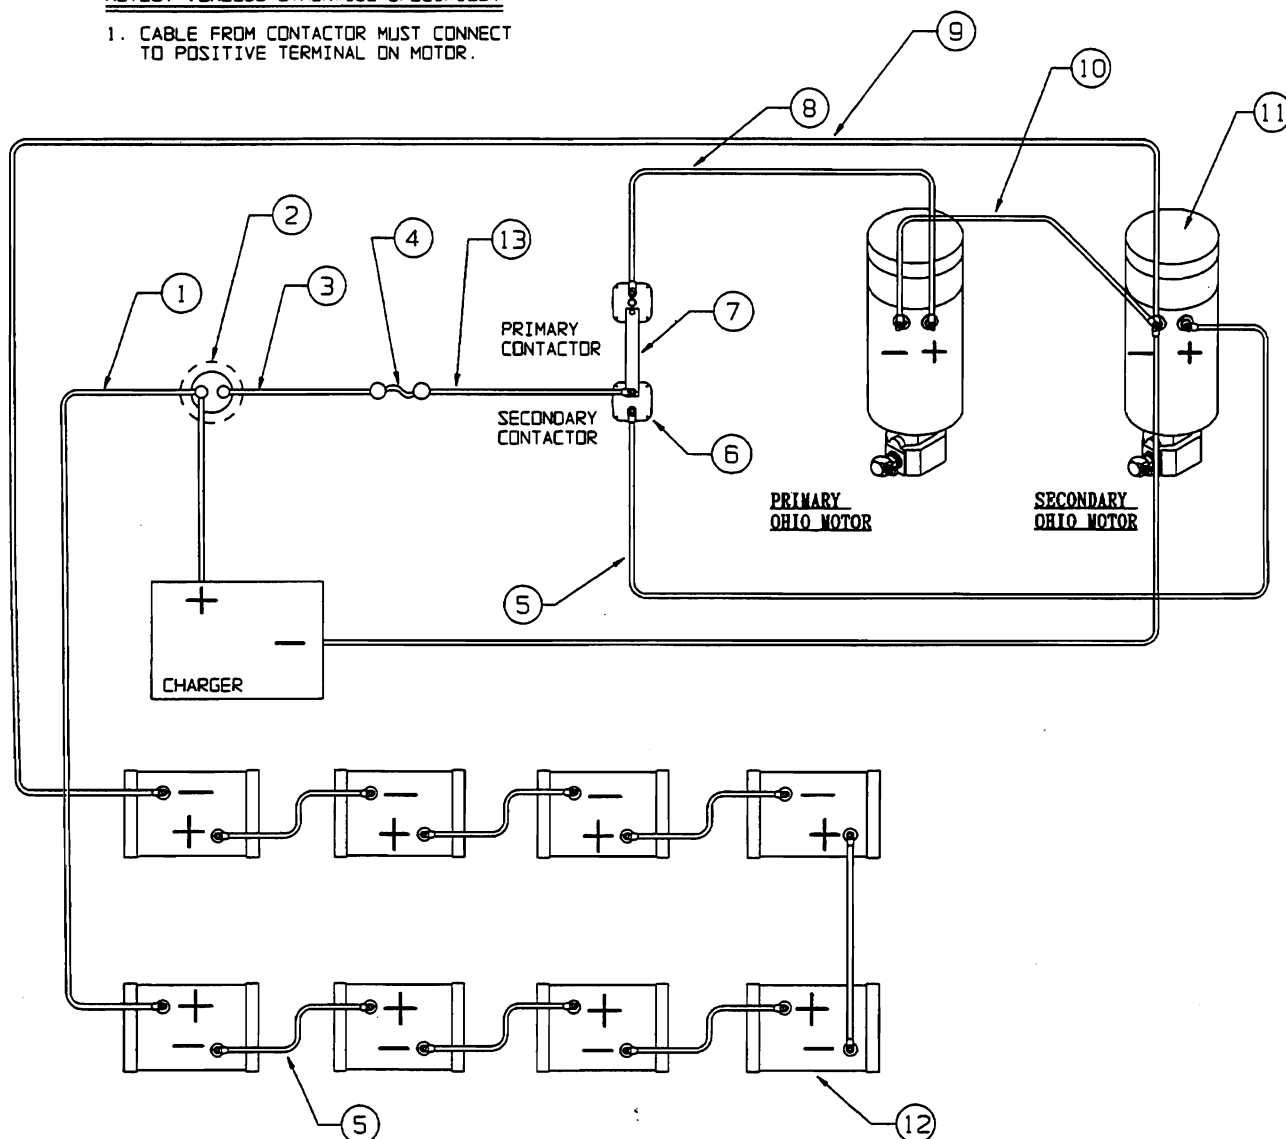 1. CABLE FROM CONTACTOR MUST CONNECT
TO POSITIVE TERMINAL ON MOTOR.
9
10
8
11
2
4
13
1
3
7
PRIMARY
CONTACTOR
- +
- +
SECONDARY
CONTACTOR
6
PRIMARY
OHIO MOTOR
SECONDARY
OHIO MOTOR
5
+
-
CHARGER
- - - -
+ + + +
+ + + +
- - - -
5
12